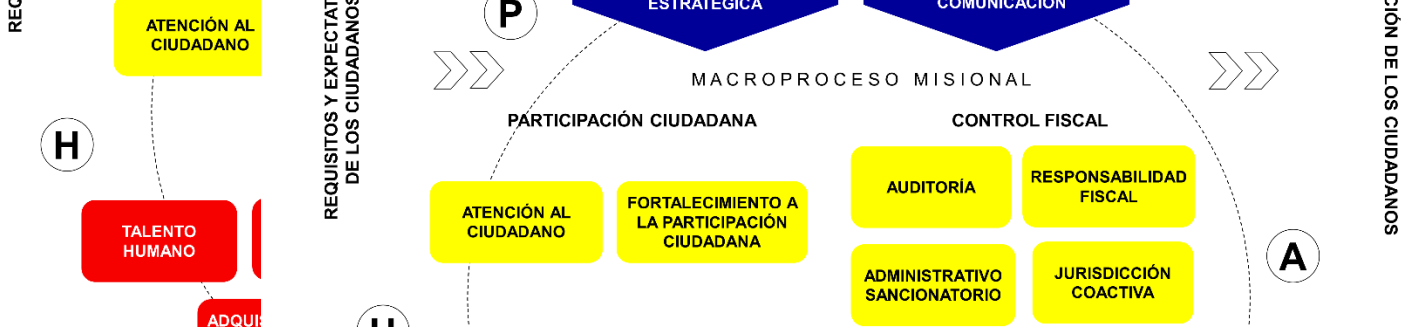 ATENCIÓN AL
CIUDADANO
H
TALENTO
HUMANO
REQUISITOS Y
DE LOS CIUDADANOS
P
ESTRATÉGICA
COMUNICACIÓN
MACROPROCESO MISIONAL
PARTICIPACIÓN CIUDADANA
CONTROL FISCAL
ATENCIÓN AL
CIUDADANO
FORTALECIMIENTO A
LA PARTICIPACIÓN
CIUDADANA
AUDITORÍA
RESPONSABILIDAD
FISCAL
ADMINISTRATIVO
SANCIONATORIO
JURISDICCIÓN
COACTIVA
A
DE LOS CIUDADANOS